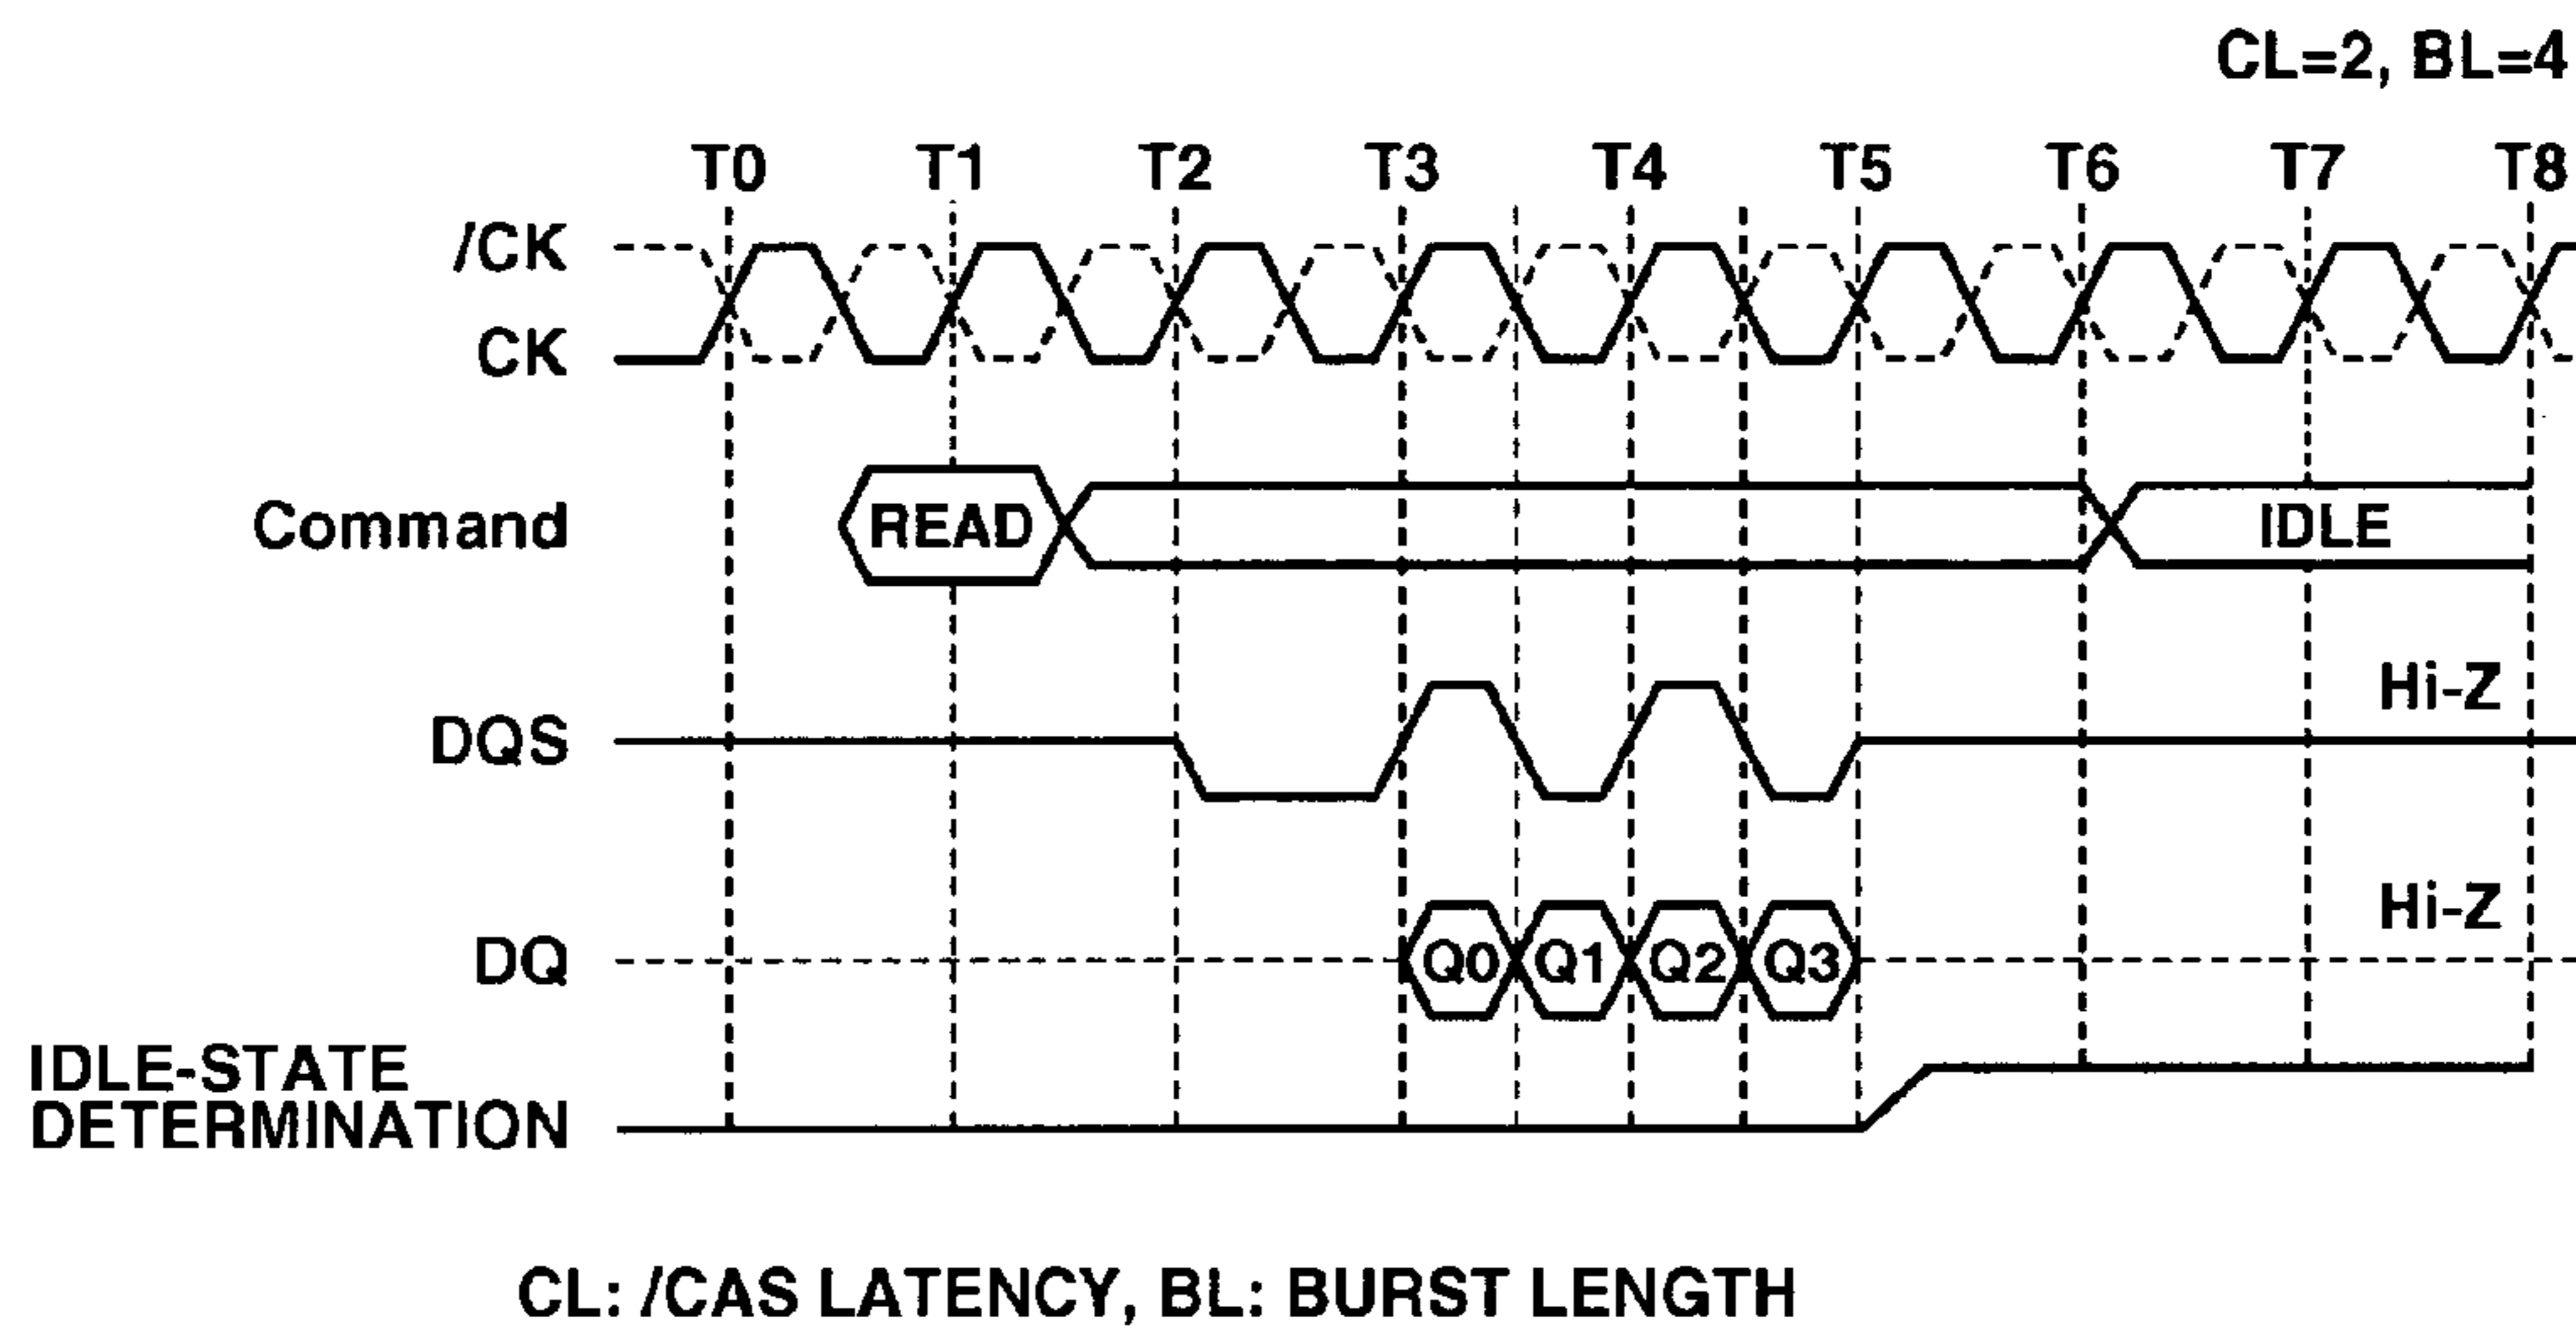 CL=2, BL=4
T0 T1 T2 T3 T4 T5 T6 T7 T8
/CK
CK
Command READ IDLE
Hi-Z
DQS
Hi-Z
DQ Q0 Q1 Q2 Q3
IDLE-STATE
DETERMINATION
CL: /CAS LATENCY, BL: BURST LENGTH